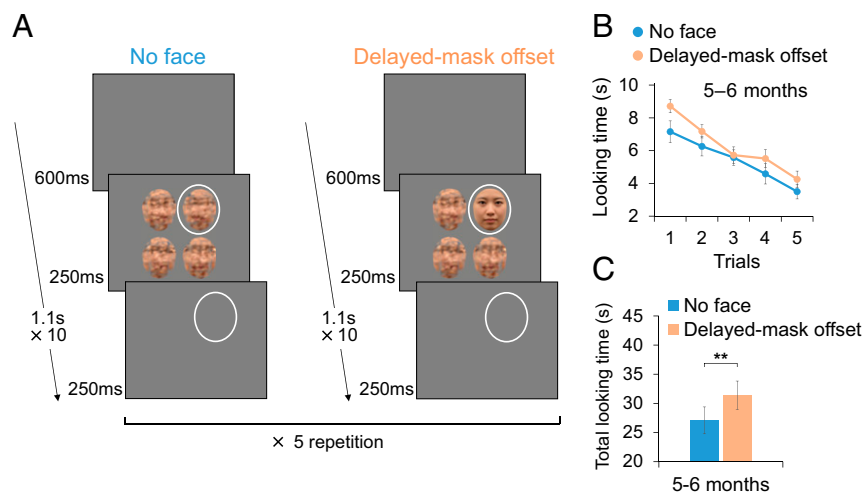 A
No face
Delayed-mask offset
600ms
600ms
250ms
250ms
1.1s
× 10
1.1s
× 10
250ms
250ms
× 5 repetition
B
No face
Delayed-mask offset
5–6 months
Looking time (s)
10
8
6
4
2
1 2 3 4 5
Trials
C
No face
Delayed-mask offset
Total looking time (s)
45
40
35
30
25
20
**
5-6 months